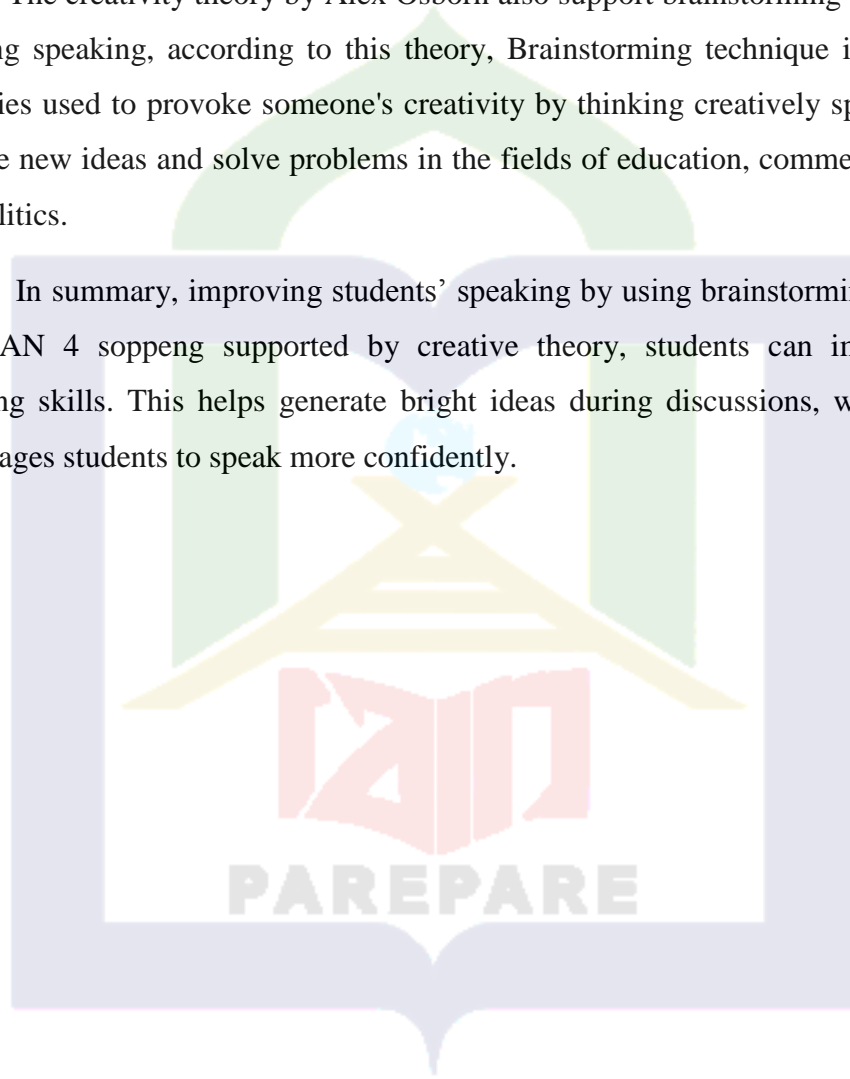 The creativity theory by Alex Osborn also support brainstorming
ng speaking, according to this theory, Brainstorming technique i
ies used to provoke someone's creativity by thinking creatively sp
e new ideas and solve problems in the fields of education, comme
litics.
In summary, improving students’ speaking by using brainstormi
AN 4 soppeng supported by creative theory, students can in
ng skills. This helps generate bright ideas during discussions, w
ages students to speak more confidently.
iain
PAREPARE